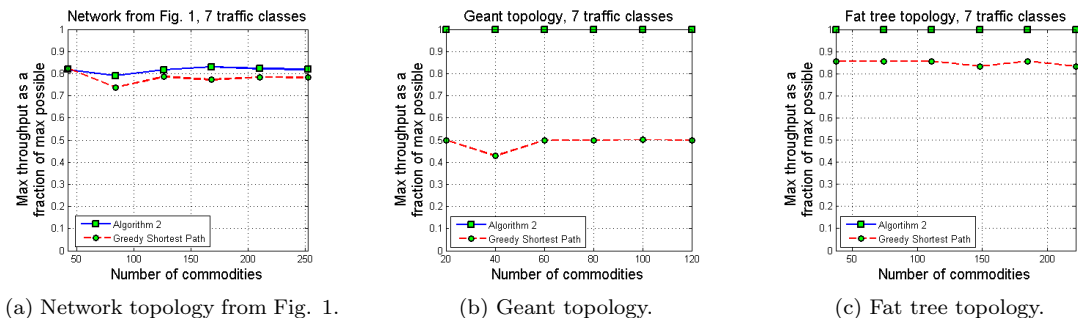 Network from Fig. 1, 7 traffic classes
Max throughput as a
fraction of max possible
1
0.9
0.8
0.7
0.6
0.5
0.4
0.3
0.2
0.1
0
Algorithm 2
Greedy Shortest Path
50
100
150
200
250
Number of commodities
(a) Network topology from Fig. 1.
Geant topology, 7 traffic classes
Max throughput as a
fraction of max possible
1
0.9
0.8
0.7
0.6
0.5
0.4
0.3
0.2
0.1
0
Algorithm 2
Greedy Shortest Path
20
40
60
80
100
120
Number of commodities
(b) Geant topology.
Fat tree topology, 7 traffic classes
Max throughput as a
fraction of max possible
1
0.9
0.8
0.7
0.6
0.5
0.4
0.3
0.2
0.1
0
Algortihm 2
Greedy Shortest Path
50
100
150
200
Number of commodities
(c) Fat tree topology.